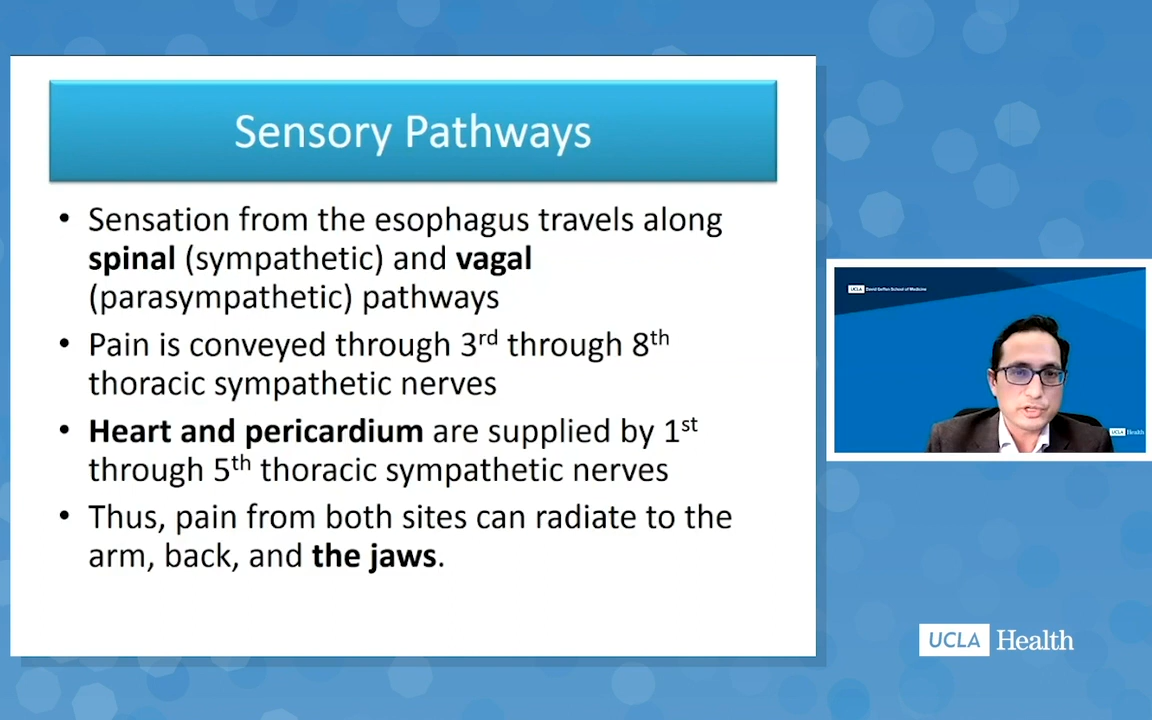 Sensory Pathways
• Sensation from the esophagus travels along
spinal (sympathetic) and vagal
(parasympathetic) pathways
• Pain is conveyed through 3rd through 8th
thoracic sympathetic nerves
• Heart and pericardium are supplied by 1st
through 5th thoracic sympathetic nerves
• Thus, pain from both sites can radiate to the
arm, back, and the jaws.
UCLA David Geffen School of Medicine
UCLA Health
UCLA Health